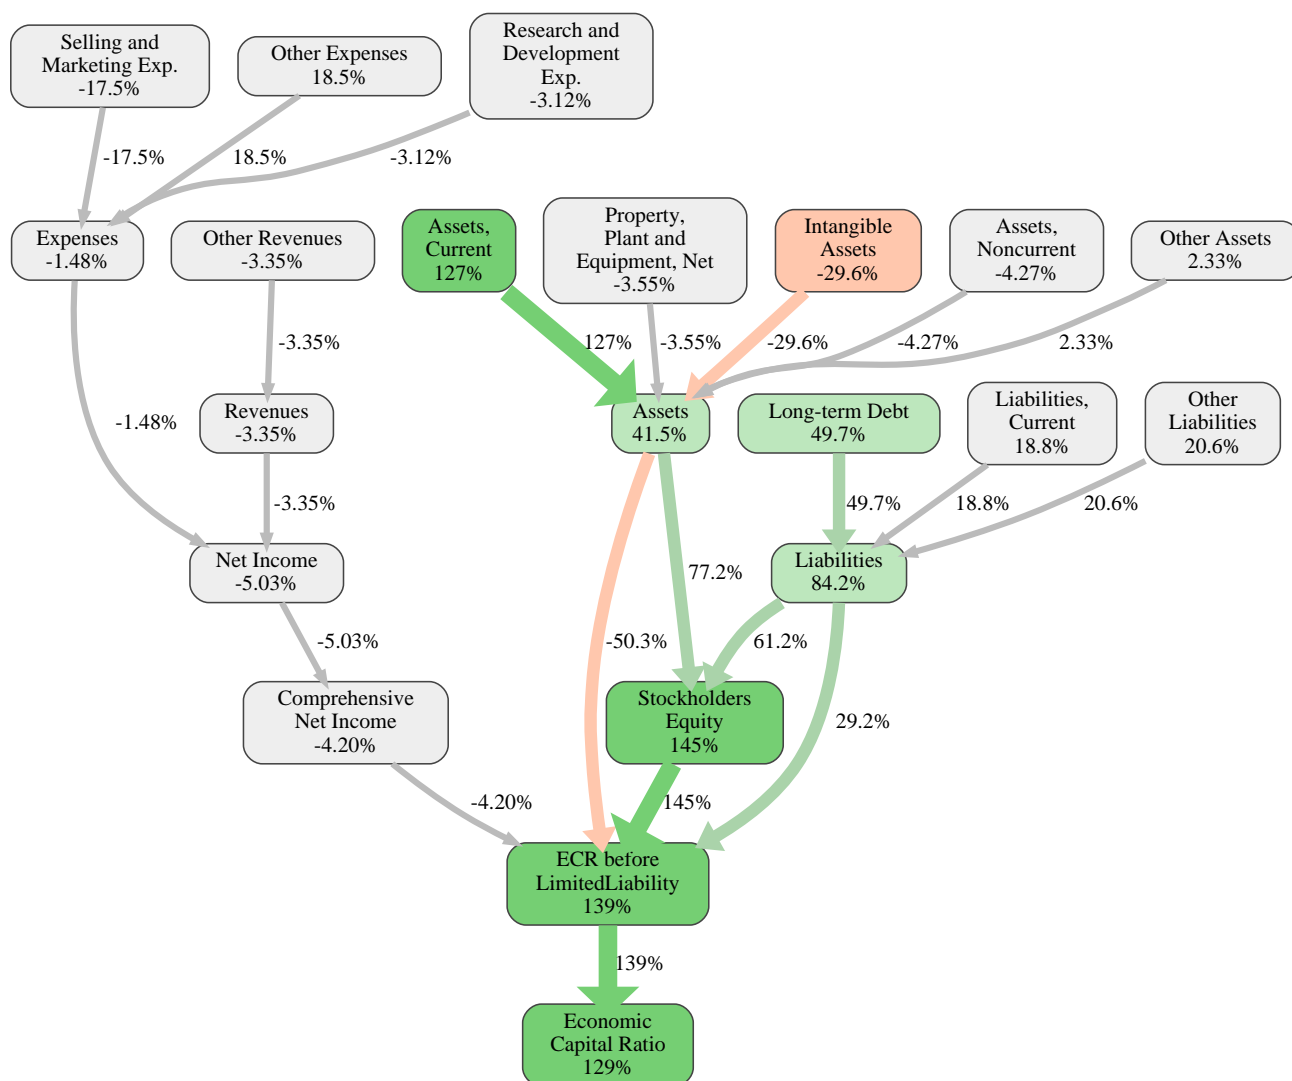 Selling and
Marketing Exp.
-17.5%
Other Expenses
18.5%
Research and
Development
Exp.
-3.12%
-17.5%
18.5%
-3.12%
Expenses
-1.48%
Other Revenues
-3.35%
Assets,
Current
127%
Property,
Plant and
Equipment, Net
-3.55%
Intangible
Assets
-29.6%
Assets,
Noncurrent
-4.27%
Other Assets
2.33%
-3.35%
127%
-3.55%
-29.6%
-4.27%
2.33%
-1.48%
Revenues
-3.35%
Assets
41.5%
Long-term Debt
49.7%
Liabilities,
Current
18.8%
Other
Liabilities
20.6%
-3.35%
49.7%
18.8%
20.6%
Net Income
-5.03%
77.2%
Liabilities
84.2%
-5.03%
-50.3%
61.2%
29.2%
Comprehensive
Net Income
-4.20%
Stockholders
Equity
145%
-4.20%
145%
ECR before
LimitedLiability
139%
139%
Economic
Capital Ratio
129%